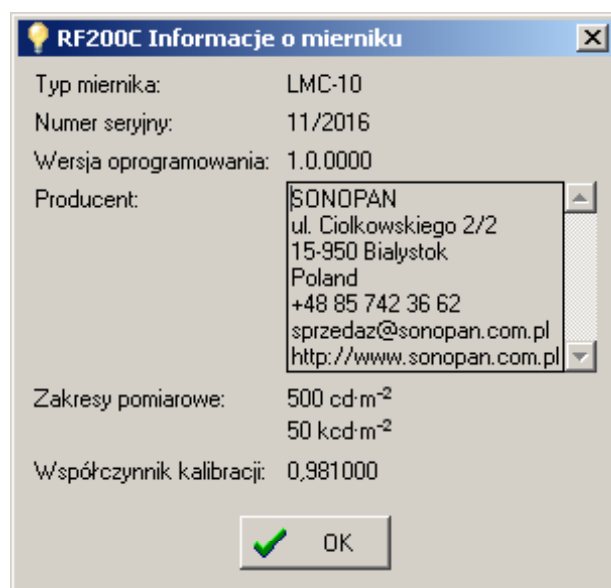 RF200C Informacje o mierniku
Typ miernika: LMC-10
Numer seryjny: 11/2016
Wersja oprogramowania: 1.0.0000
Producent: SONOPAN
ul. Ciolkowskiego 2/2
15-950 Bialystok
Poland
+48 85 742 36 62
sprzedaz@sonopan.com.pl
http://www.sonopan.com.pl
Zakresy pomiarowe: 500 cd·m⁻²
50 kcd·m⁻²
Współczynnik kalibracji: 0,981000
OK